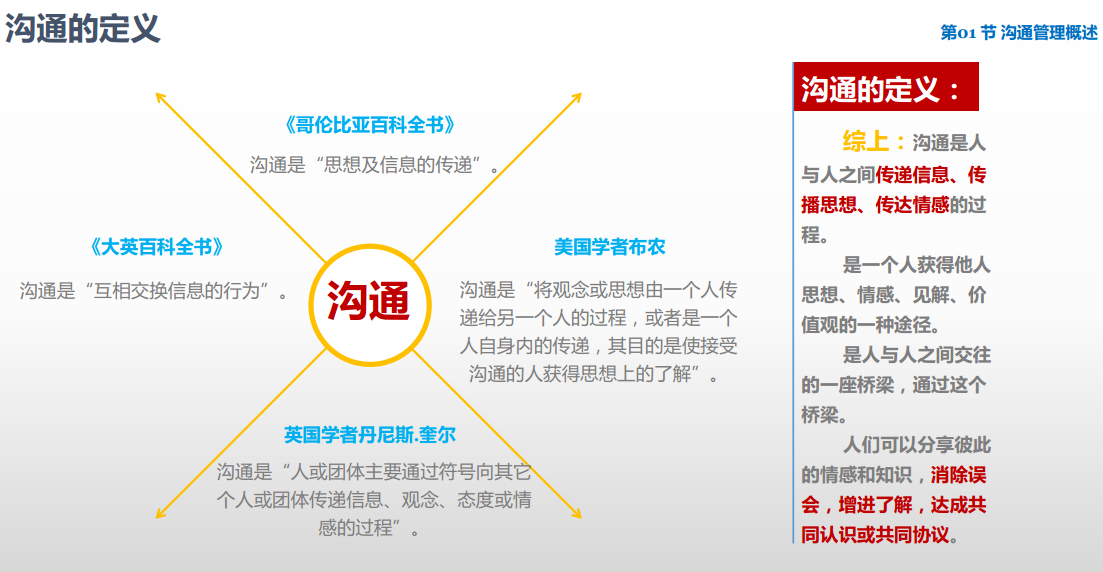 沟通的定义
第01 节 沟通管理概述
《哥伦比亚百科全书》
沟通是“思想及信息的传递”。
《大英百科全书》
沟通是“互相交换信息的行为”。
沟通
美国学者布农
沟通是“将观念或思想由一个人传
递给另一个人的过程，或者是一个
人自身内的传递，其目的是使接受
沟通的人获得思想上的了解”。
英国学者丹尼斯.奎尔
沟通是“人或团体主要通过符号向其它
个人或团体传递信息、观念、态度或情
感的过程”。
沟通的定义：
综上：沟通是人
与人之间传递信息、传
播思想、传达情感的过
程。
是一个人获得他人
思想、情感、见解、价
值观的一种途径。
是人与人之间交往
的一座桥梁，通过这个
桥梁。
人们可以分享彼此
的情感和知识，消除误
会，增进了解，达成共
同认识或共同协议。